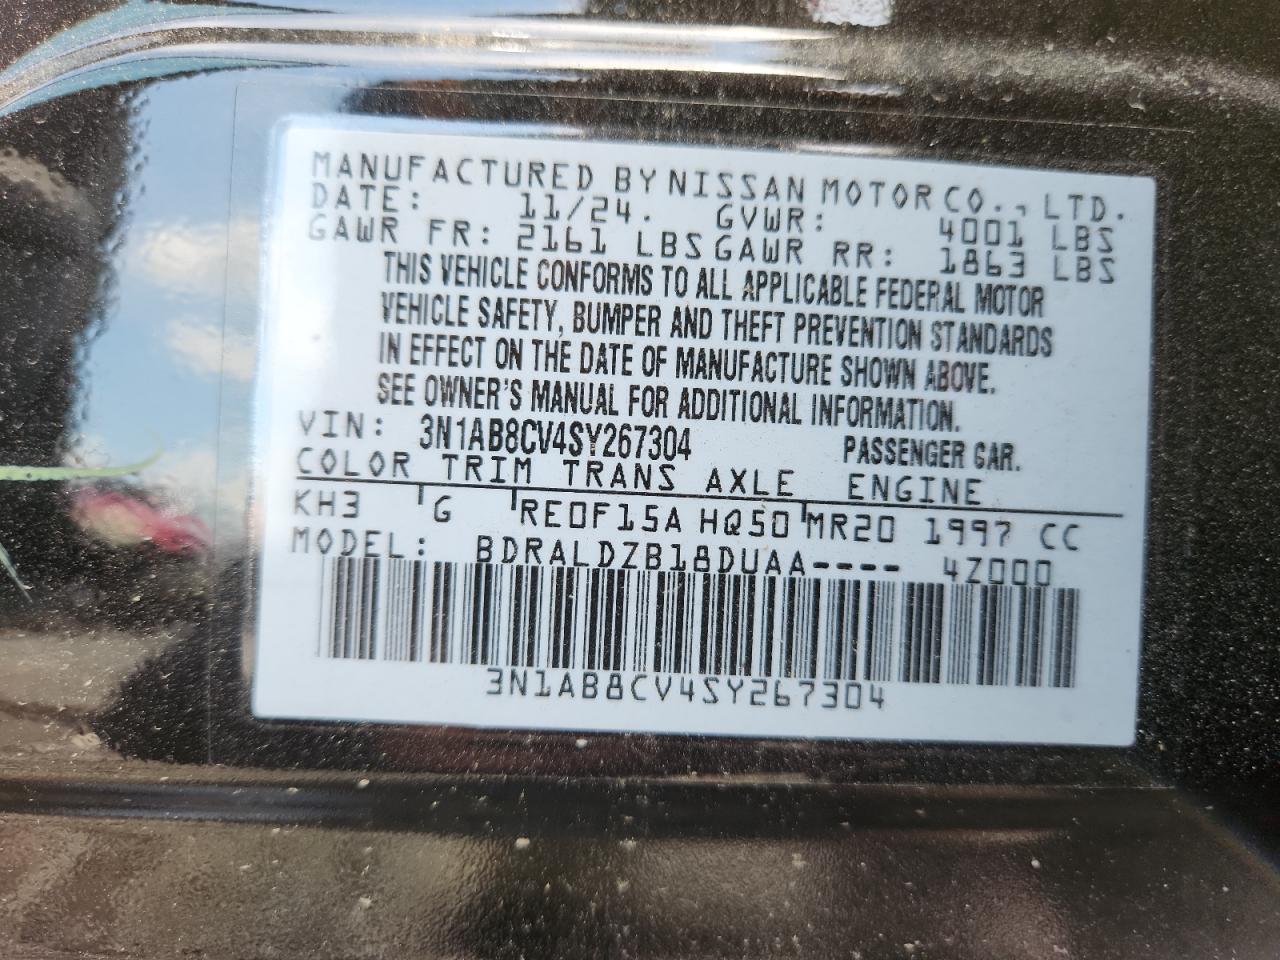 MANUFACTURED BY NISSAN MOTOR CO., LTD.
DATE: 11/24. GVWR: 4001 LBS
GAWR FR: 2161 LBS GAWR RR: 1863 LBS
THIS VEHICLE CONFORMS TO ALL APPLICABLE FEDERAL MOTOR
VEHICLE SAFETY, BUMPER AND THEFT PREVENTION STANDARDS
IN EFFECT ON THE DATE OF MANUFACTURE SHOWN ABOVE.
SEE OWNER'S MANUAL FOR ADDITIONAL INFORMATION.
VIN: 3N1AB8CV4SY267304 PASSENGER CAR.
COLOR TRIM TRANS AXLE ENGINE
KH3 G RE0F15A HQ50 MR20 1997 CC
MODEL: BDRALDZB18DUAA---- 4Z000
3N1AB8CV4SY267304